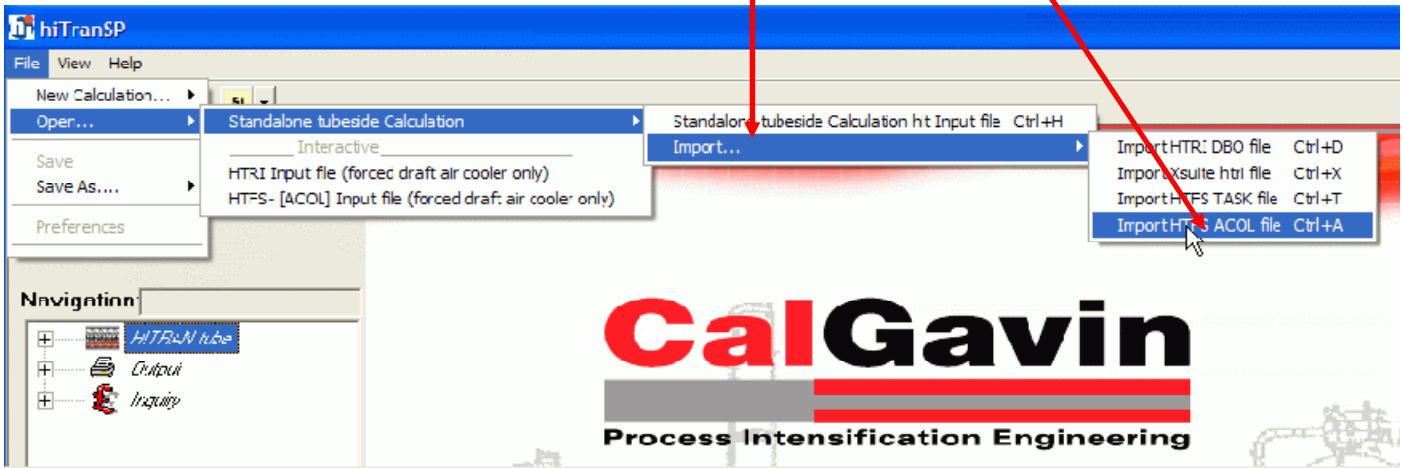 hiTranSP
File View Help
New Calculation...
Open...
Save
Save As....
Preferences
SI
Standalone tubeside Calculation
Interactive
HTRI Input file (forced draft air cooler only)
HTFS- [ACOL] Input file (forced draft air cooler only)
Standalone tubeside Calculation ht Input file Ctrl+H
Import...
Import HTRI DBO file Ctrl+D
Import Xsuite htri file Ctrl+X
Import HTFS TASK file Ctrl+T
Import HTFS ACOL file Ctrl+A
Navigation
HITRAN tube
Output
Inquiry
CalGavin
Process Intensification Engineering